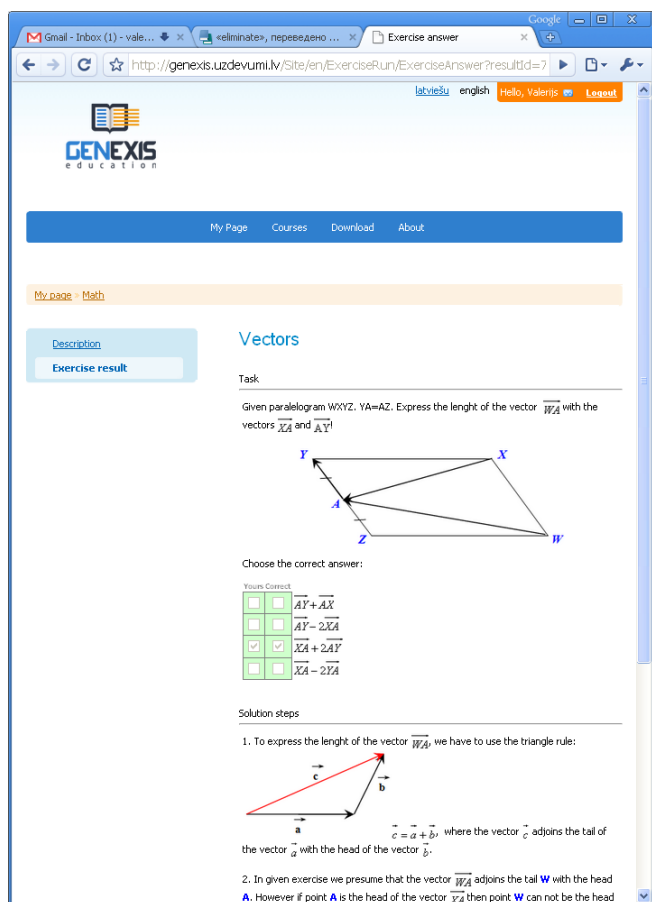 Google
Gmail - Inbox (1) - vale...
«eliminate», переведено ...
Exercise answer
http://genexis.uzdevumi.lv/Site/en/ExerciseRun/ExerciseAnswer?resultId=7
latviešu english Hello, Valerijs Logout
GENEXIS
education
My Page Courses Download About
My page > Math
Description
Exercise result
Vectors
Task
Given paralelogram WXYZ. YA=AZ. Express the lenght of the vector WA with the
vectors XA and AY!
Y X
A
Z W
Choose the correct answer:
Yours Correct
AY+AX
AY−2XA
XA+2AY
XA−2YA
Solution steps
1. To express the lenght of the vector WA, we have to use the triangle rule:
c
b
a
c = a + b, where the vector c adjoins the tail of
the vector a with the head of the vector b.
2. In given exercise we presume that the vector WA adjoins the tail W with the head
A. However if point A is the head of the vector XA then point W can not be the head